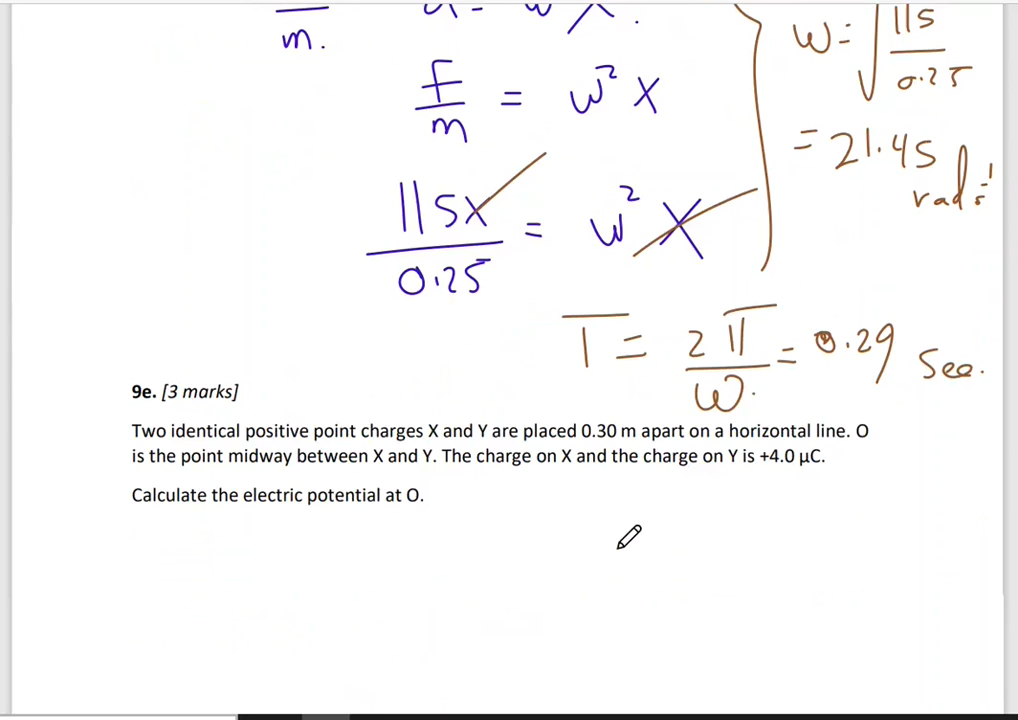 m.
F/m = w² x
115x/0.25 = w² x
w = √115/0.25
= 21.45
rad s⁻¹
T = 2π/w = 0.29 sec.
9e. [3 marks]
Two identical positive point charges X and Y are placed 0.30 m apart on a horizontal line. O
is the point midway between X and Y. The charge on X and the charge on Y is +4.0 µC.
Calculate the electric potential at O.